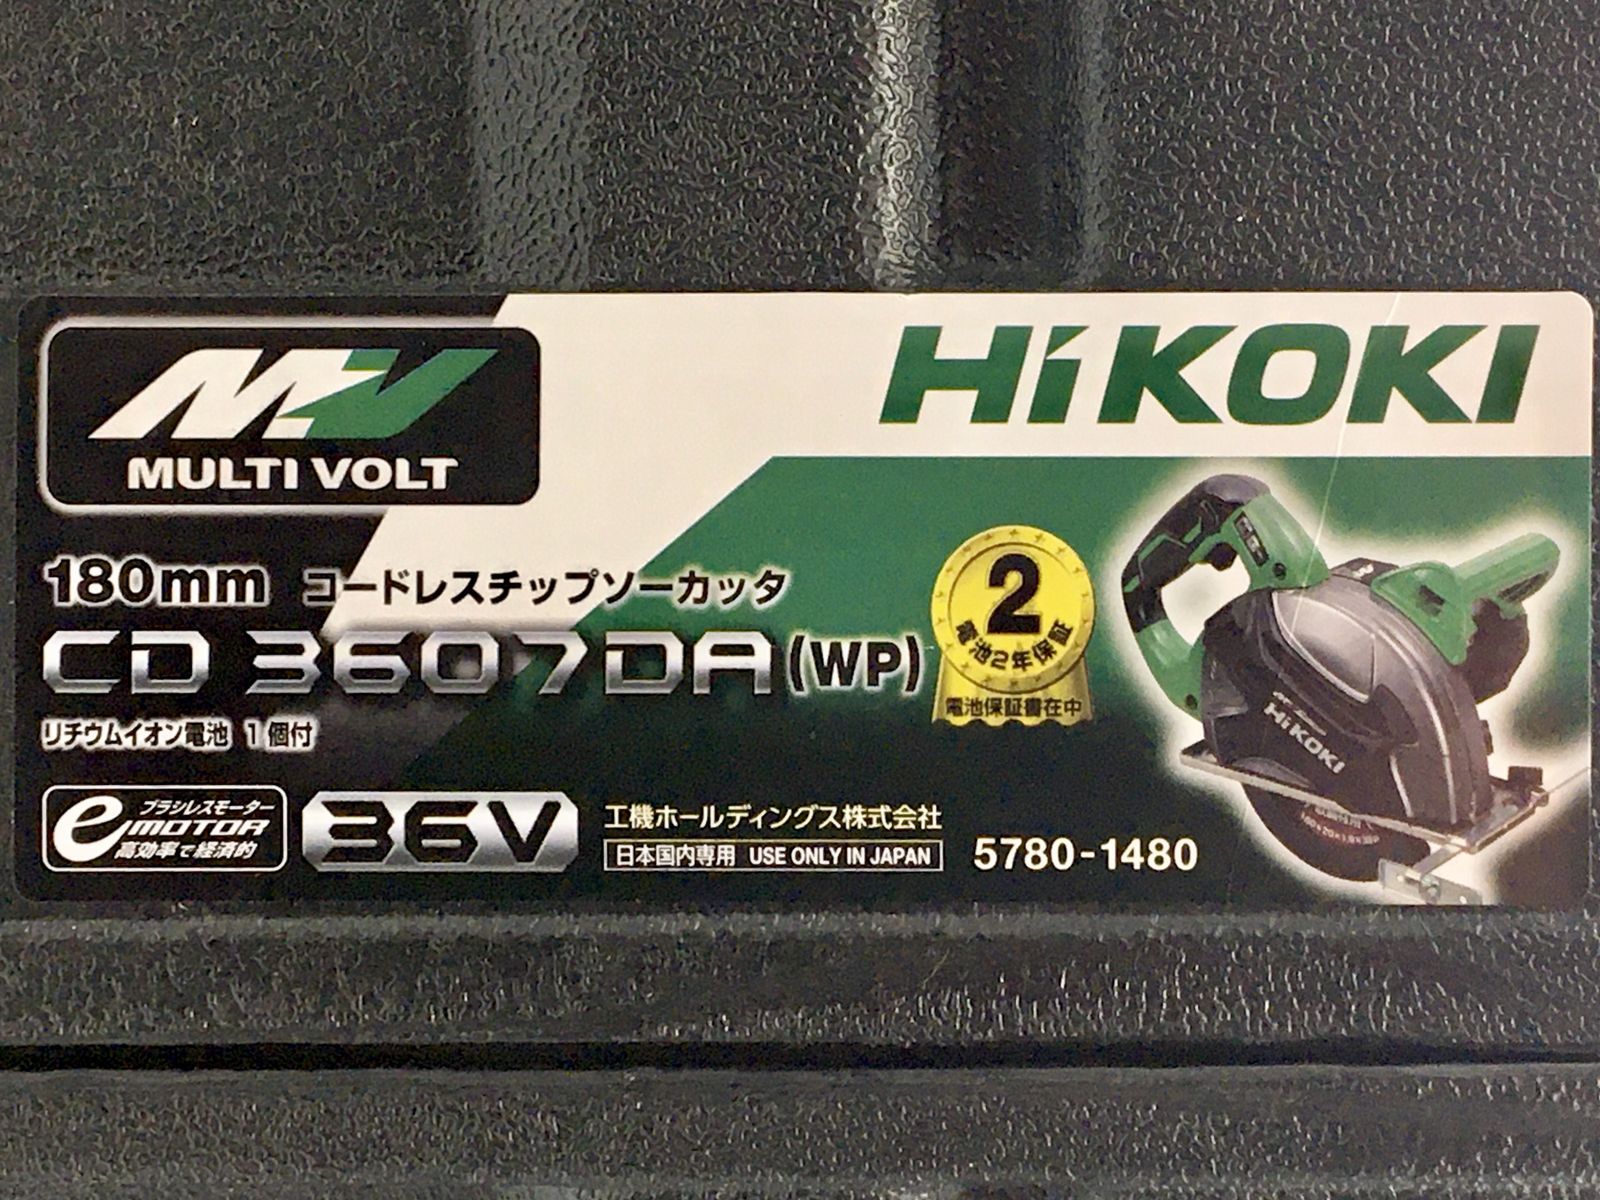 MV
MULTI VOLT
HiKOKI
180mm コードレスチップソーカッタ
CD 3607DA (WP)
リチウムイオン電池 1個付
2
電池2年保証
電池保証書在中
HiKOKI
e ブラシレスモーター
MOTOR
高効率で経済的
36V
工機ホールディングス株式会社
日本国内専用 USE ONLY IN JAPAN
5780-1480